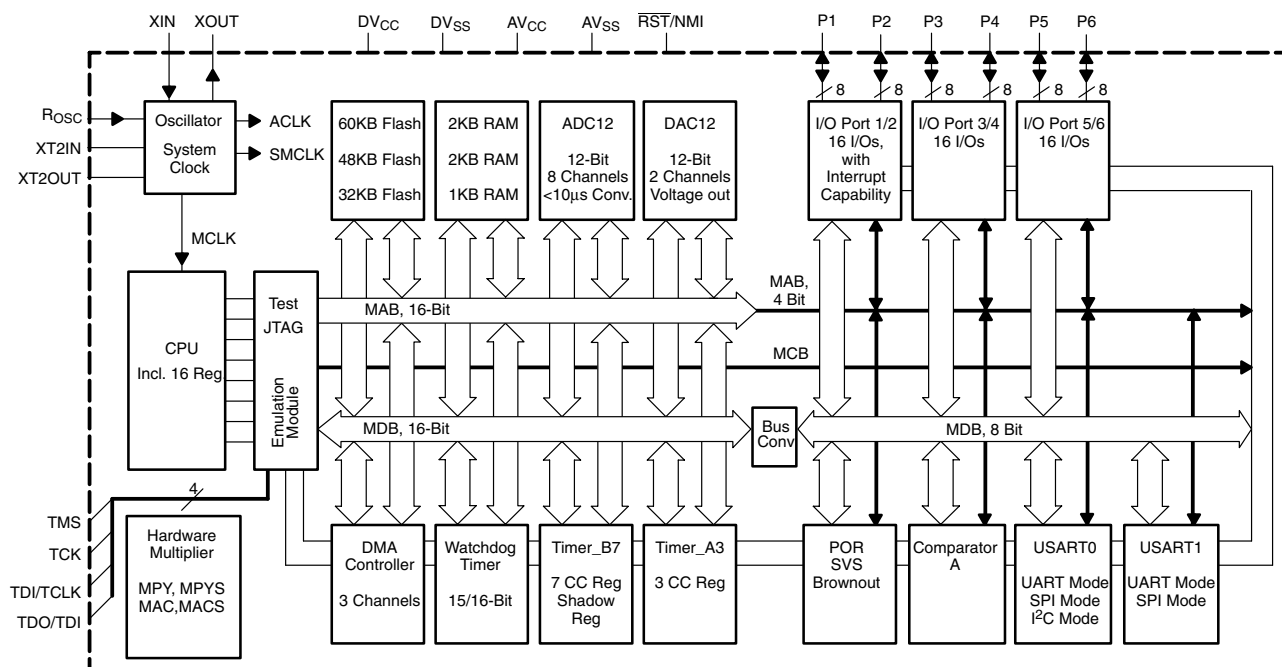 XIN XOUT DVCC DVSS AVCC AVSS RST/NMI P1 P2 P3 P4 P5 P6
8 8 8 8 8 8
ROSC
XT2IN
XT2OUT
Oscillator
System
Clock
ACLK
SMCLK
60KB Flash
48KB Flash
32KB Flash
2KB RAM
2KB RAM
1KB RAM
ADC12
12-Bit
8 Channels
<10μs Conv.
DAC12
12-Bit
2 Channels
Voltage out
I/O Port 1/2
16 I/Os,
with
Interrupt
Capability
I/O Port 3/4
16 I/Os
I/O Port 5/6
16 I/Os
MCLK
CPU
Incl. 16 Reg.
Test
JTAG
Emulation
Module
MAB, 16-Bit
MAB,
4 Bit
MCB
MDB, 16-Bit
Bus
Conv
MDB, 8 Bit
4
TMS
TCK
TDI/TCLK
TDO/TDI
Hardware
Multiplier
MPY, MPYS
MAC,MACS
DMA
Controller
3 Channels
Watchdog
Timer
15/16-Bit
Timer_B7
7 CC Reg
Shadow
Reg
Timer_A3
3 CC Reg
POR
SVS
Brownout
Comparator
A
USART0
UART Mode
SPI Mode
I²C Mode
USART1
UART Mode
SPI Mode